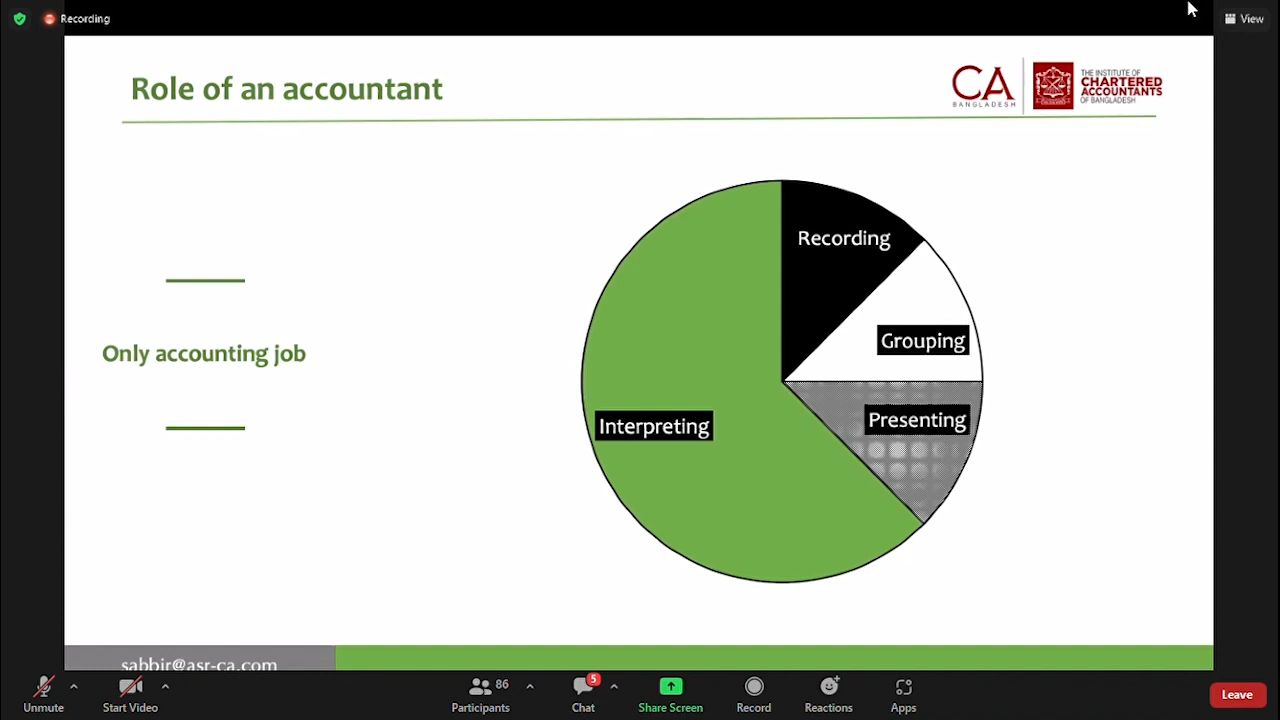 Recording
View
Role of an accountant
CA
BANGLADESH
THE INSTITUTE OF
CHARTERED
ACCOUNTANTS
OF BANGLADESH
Recording
Grouping
Only accounting job
Presenting
Interpreting
sabbir@asr-ca.com
86
5
Unmute
Start Video
Participants
Chat
Share Screen
Record
Reactions
Apps
Leave